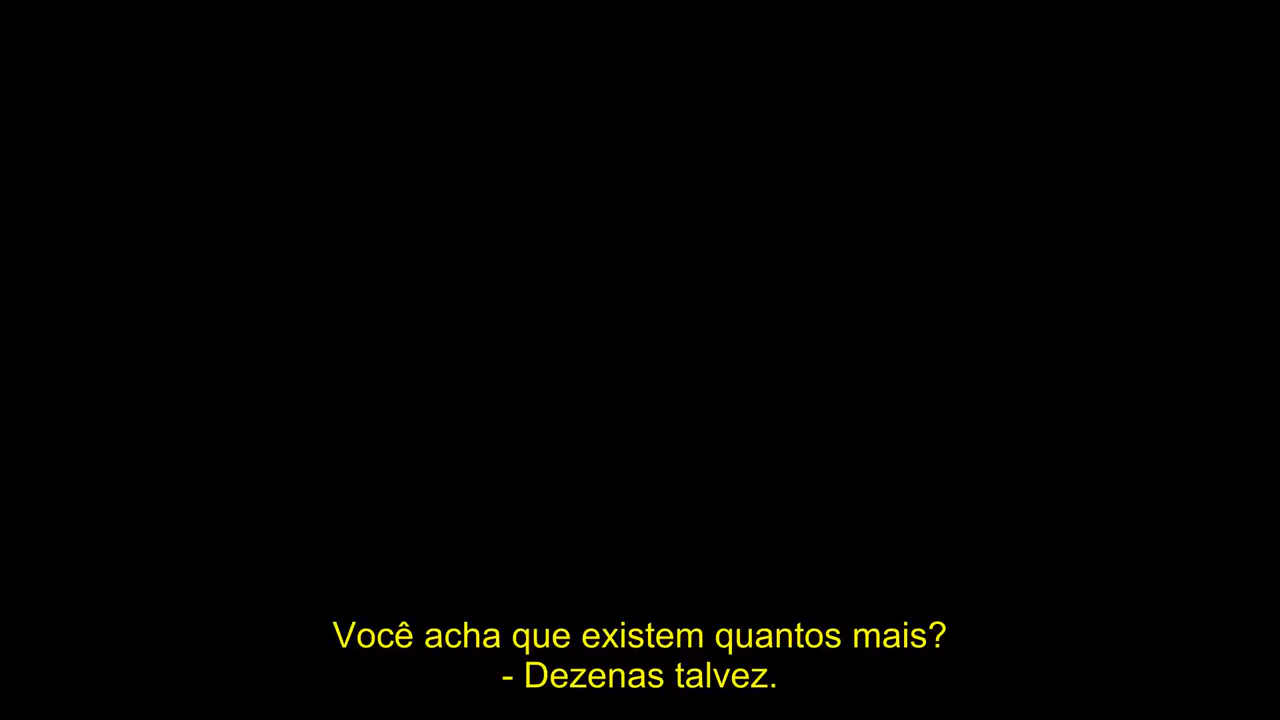 Você acha que existem quantos mais?
- Dezenas talvez.